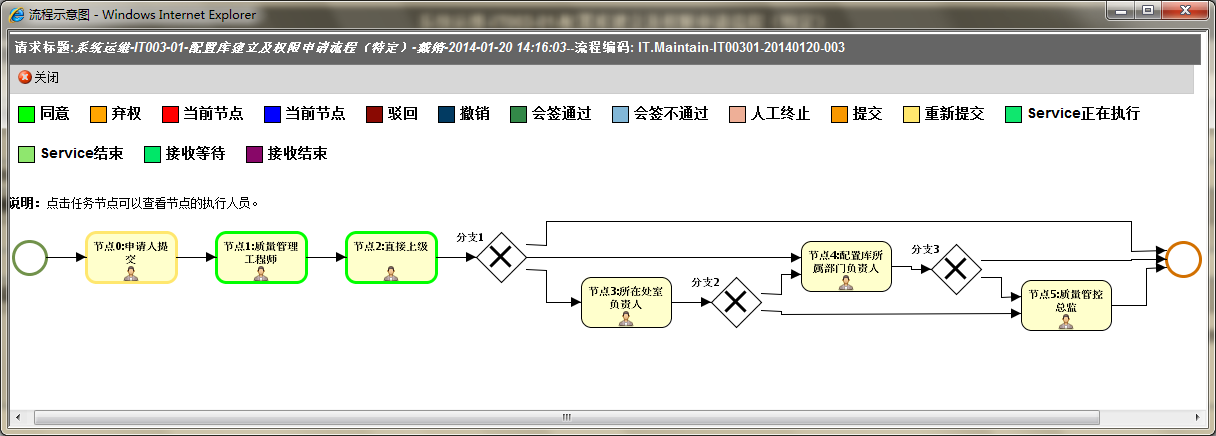 流程示意图 - Windows Internet Explorer
请求标题:系统运维-IT003-01-配置库建立及权限申请流程（特定）-戴娟-2014-01-20 14:16:03--流程编码: IT.Maintain-IT00301-20140120-003
关闭
同意 弃权 当前节点 当前节点 驳回 撤销 会签通过 会签不通过 人工终止 提交 重新提交 Service正在执行
Service结束 接收等待 接收结束
说明：点击任务节点可以查看节点的执行人员。
节点0:申请人提
交
节点1:质量管理
工程师
节点2:直接上级
分支1
节点3:所在处室
负责人
分支2
节点4:配置库所
属部门负责人
分支3
节点5:质量管控
总监